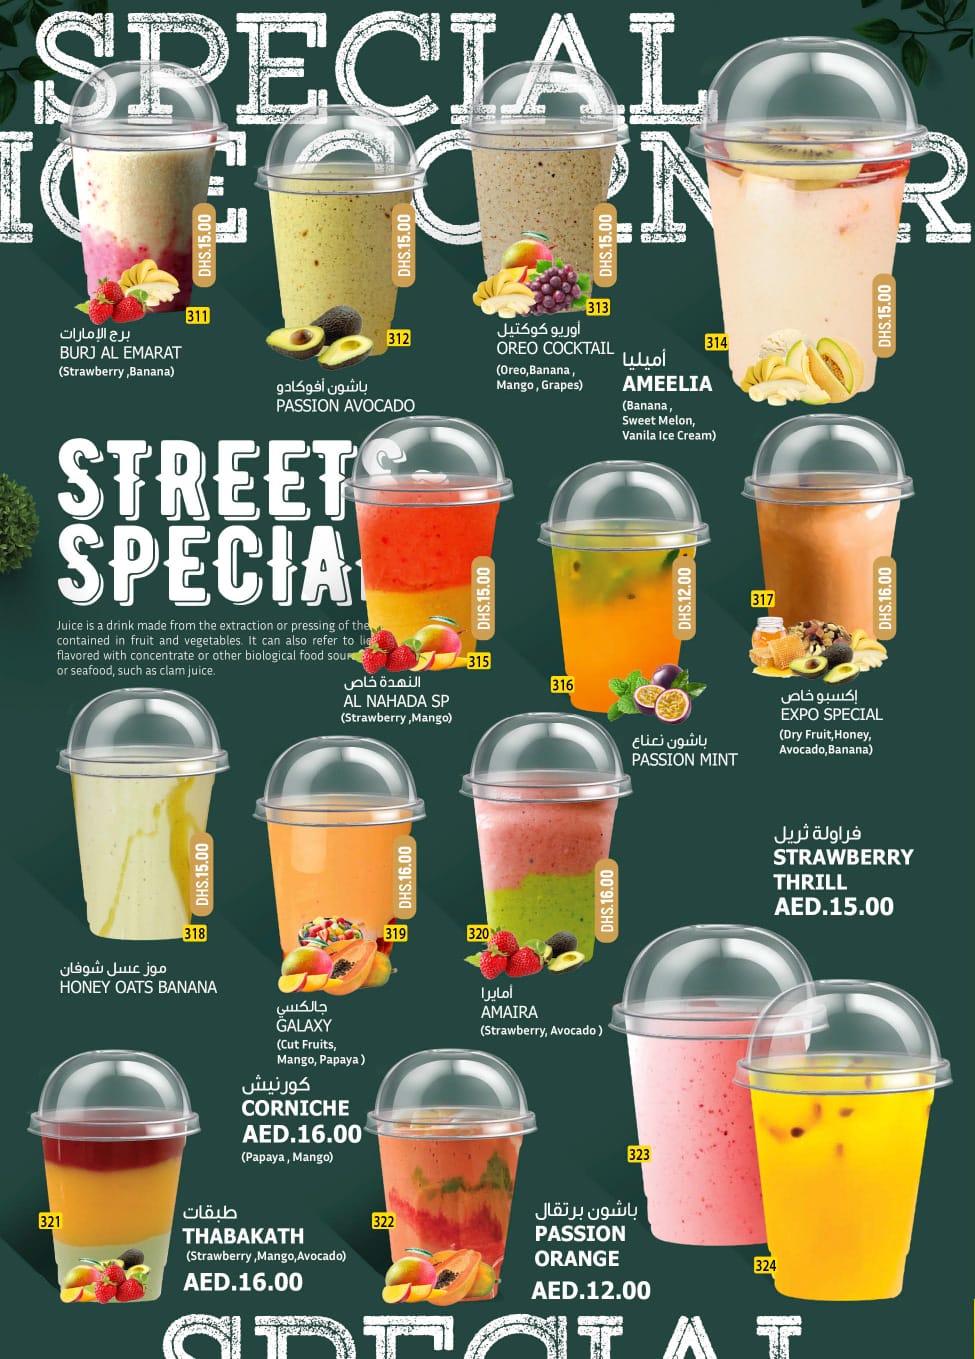 SPECIAL
311
DHS.15.00
برج الإمارات
BURJ AL EMARAT
(Strawberry ,Banana)
312
DHS.15.00
باشون أفوكادو
PASSION AVOCADO
313
DHS.15.00
أوريو كوكتيل
OREO COCKTAIL
(Oreo,Banana ,
Mango , Grapes)
314
DHS.15.00
أميليا
AMEELIA
(Banana ,
Sweet Melon,
Vanila Ice Cream)
STREET
SPECIAL
Juice is a drink made from the extraction or pressing of the
contained in fruit and vegetables. It can also refer to
flavored with concentrate or other biological food
or seafood, such as clam juice.
DHS.15.00
315
النهدة خاص
AL NAHADA SP
(Strawberry ,Mango)
DHS.12.00
316
باشون نعناع
PASSION MINT
317
DHS.16.00
إكسبو خاص
EXPO SPECIAL
(Dry Fruit,Honey,
Avocado,Banana)
DHS.15.00
318
موز عسل شوفان
HONEY OATS BANANA
DHS.16.00
319
جالكسي
GALAXY
(Cut Fruits,
Mango, Papaya )
DHS.16.00
320
أمايرا
AMAIRA
(Strawberry, Avocado )
فراولة ثريل
STRAWBERRY
THRILL
AED.15.00
323
كورنيش
CORNICHE
AED.16.00
(Papaya , Mango)
322
321
طبقات
THABAKATH
(Strawberry ,Mango,Avocado)
AED.16.00
باشون برتقال
PASSION
ORANGE
AED.12.00
324
SPECIAL